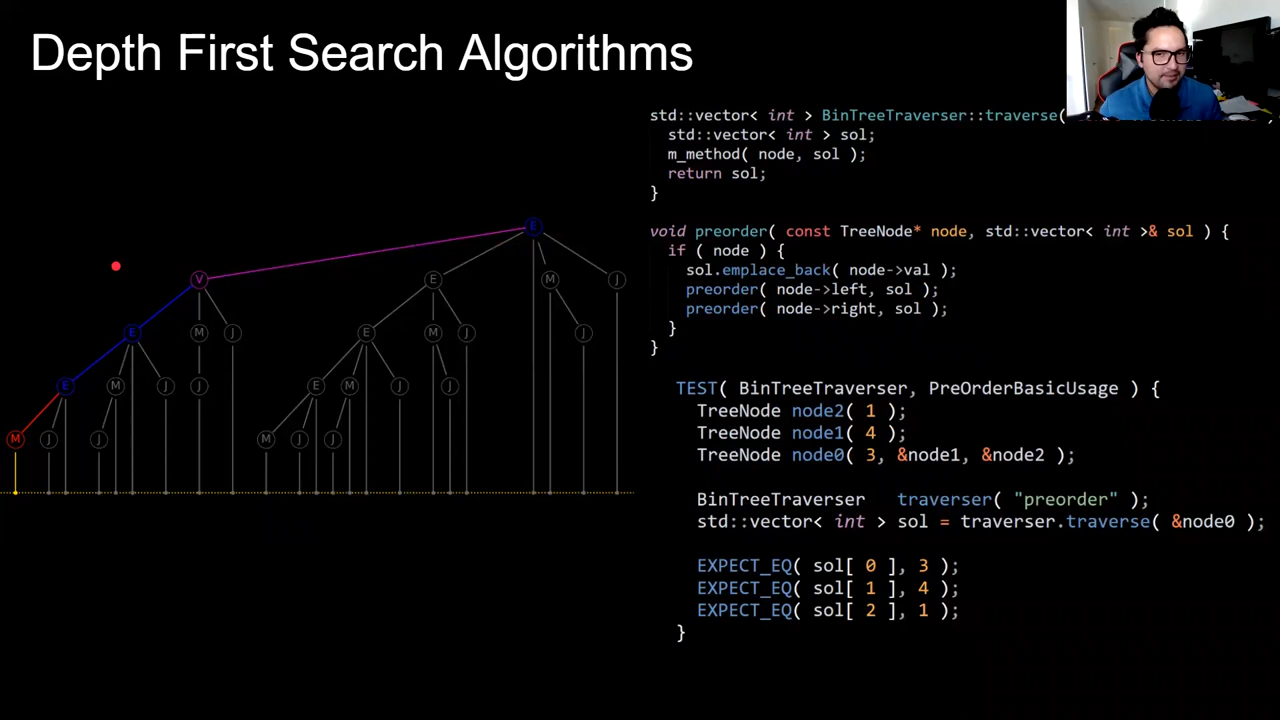 Depth First Search Algorithms
std::vector< int > BinTreeTraverser::traverse(
std::vector< int > sol;
m_method( node, sol );
return sol;
}
void preorder( const TreeNode* node, std::vector< int >& sol ) {
if ( node ) {
sol.emplace_back( node->val );
preorder( node->left, sol );
preorder( node->right, sol );
}
}
TEST( BinTreeTraverser, PreOrderBasicUsage ) {
TreeNode node2( 1 );
TreeNode node1( 4 );
TreeNode node0( 3, &node1, &node2 );
BinTreeTraverser traverser( "preorder" );
std::vector< int > sol = traverser.traverse( &node0 );
EXPECT_EQ( sol[ 0 ], 3 );
EXPECT_EQ( sol[ 1 ], 4 );
EXPECT_EQ( sol[ 2 ], 1 );
}
E
V E M J
E M J E M J J
E M J J E M J J
M J J M J J